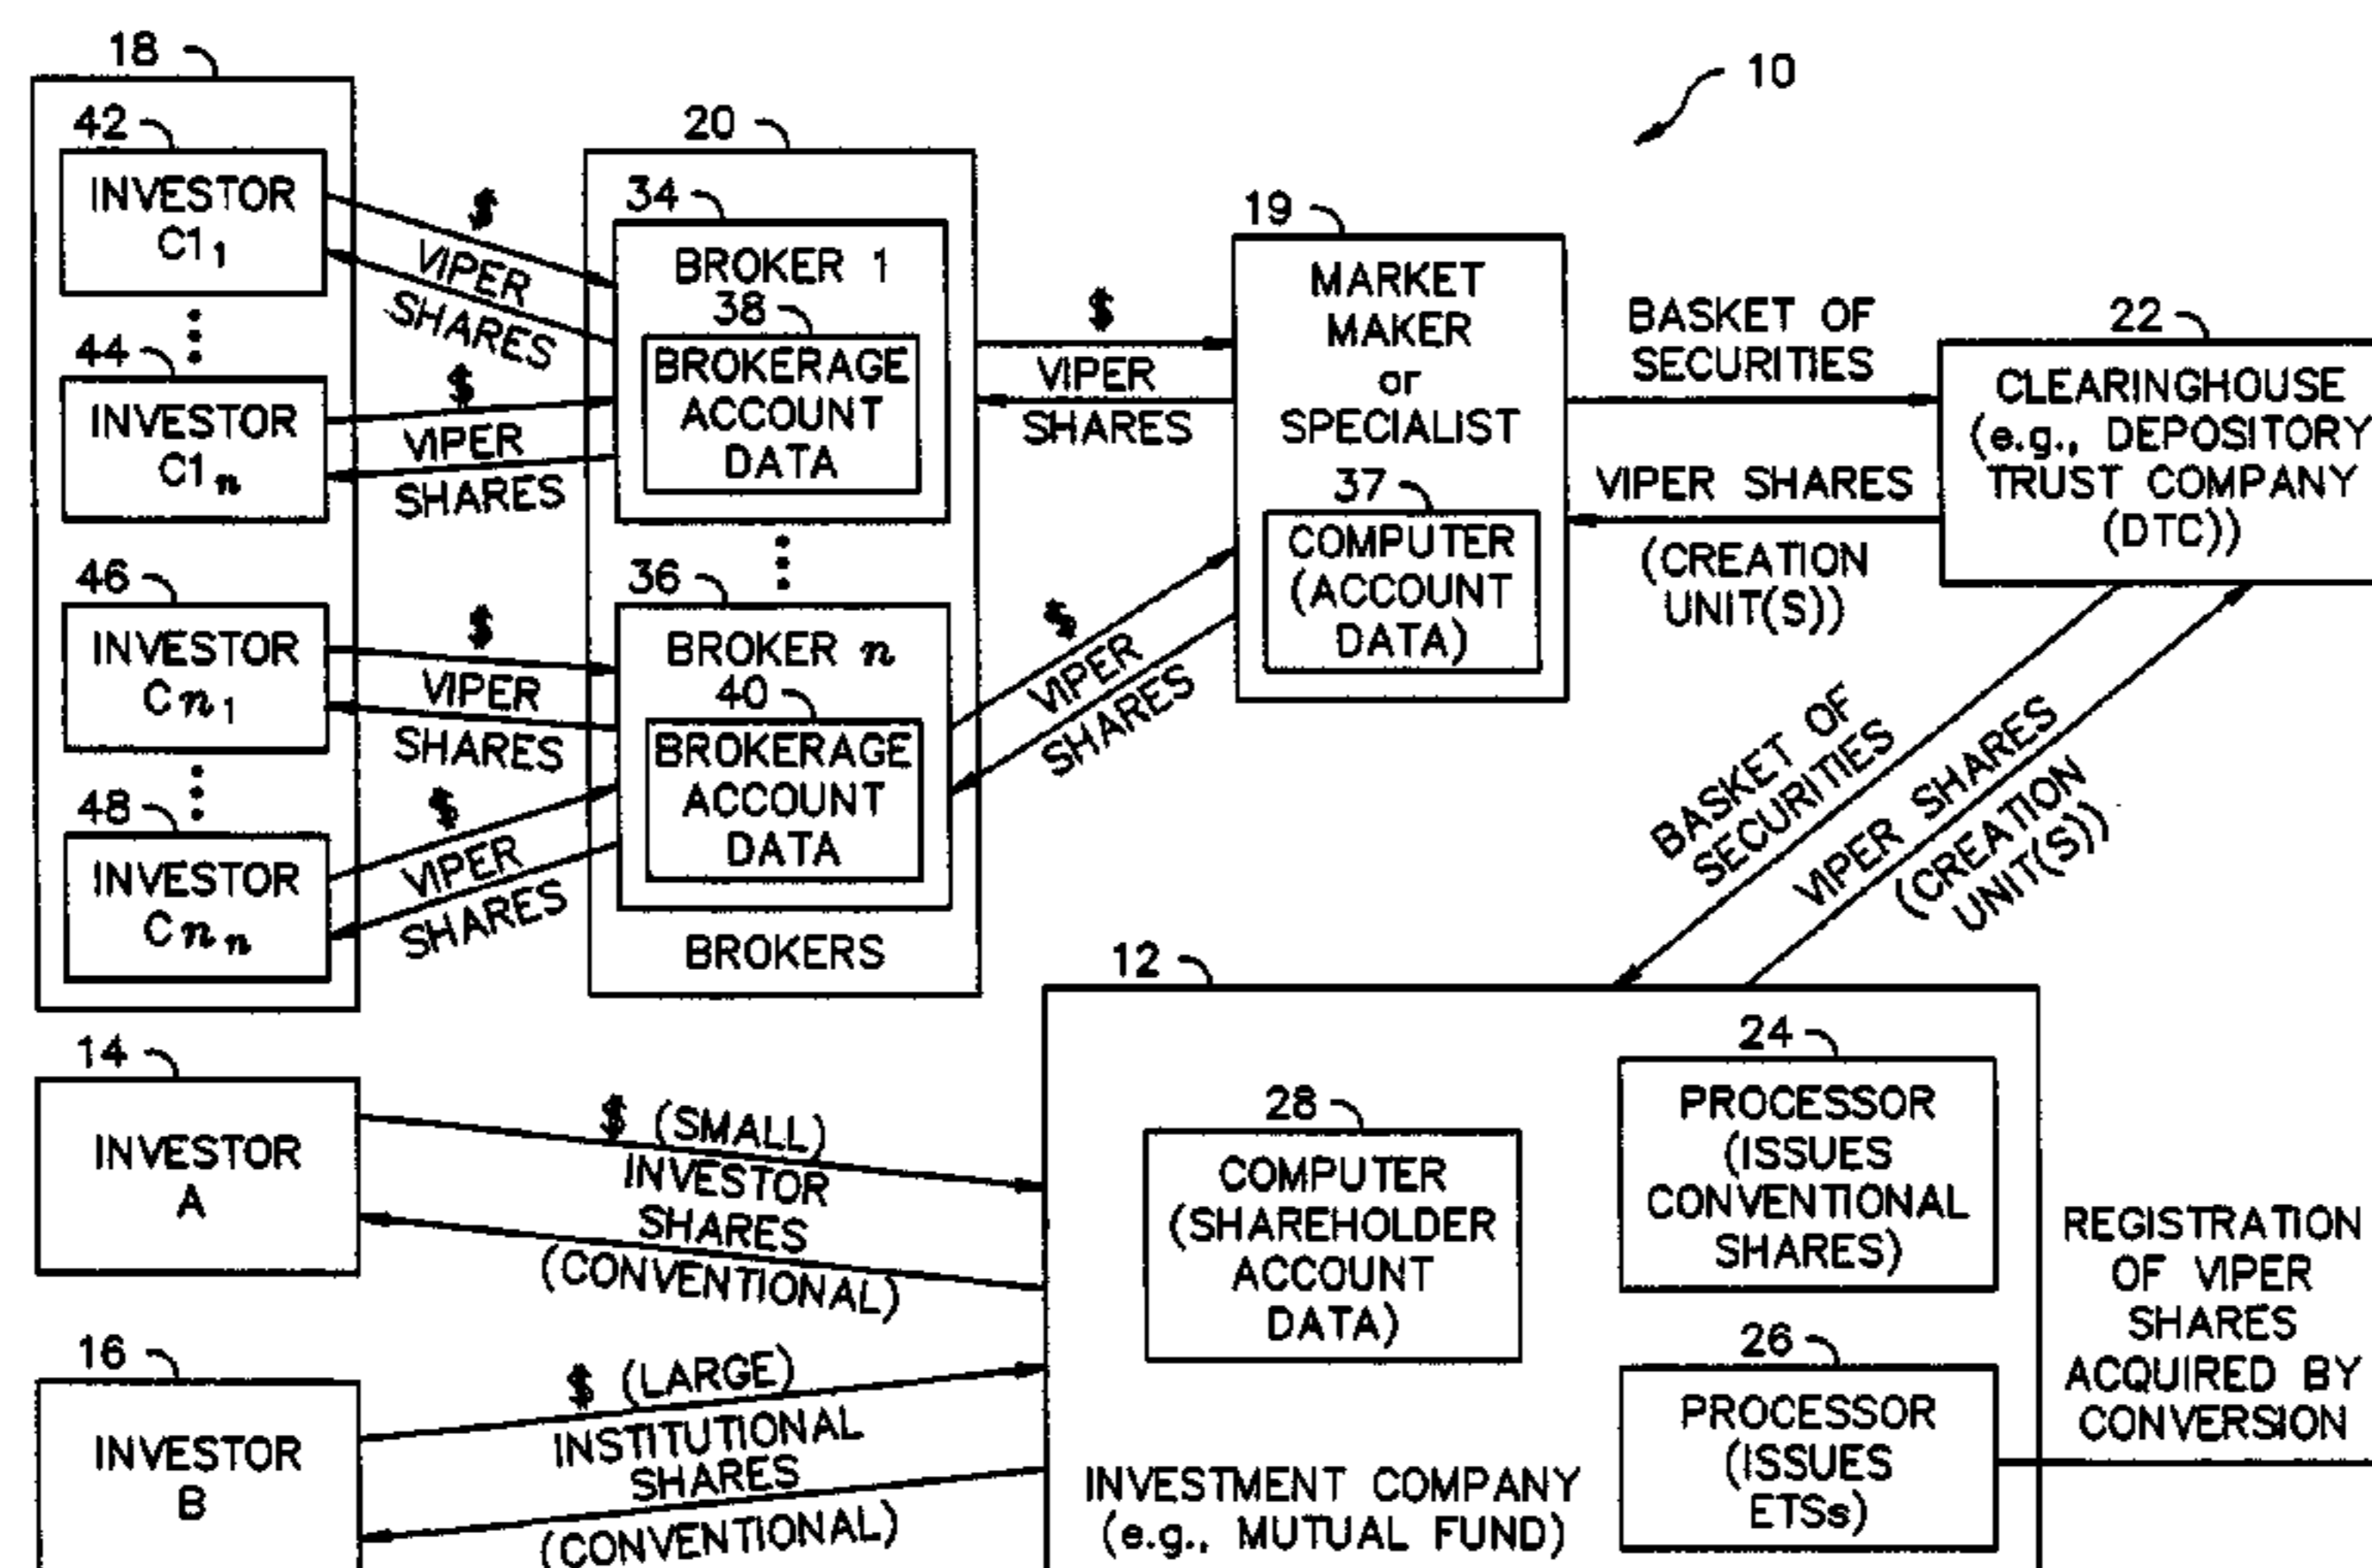 10
18
42
INVESTOR
C1₁
44
INVESTOR
C1ₙ
46
INVESTOR
Cn₁
48
INVESTOR
Cnₙ
$
VIPER
SHARES
$
VIPER
SHARES
$
VIPER
SHARES
$
VIPER
SHARES
20
34
BROKER 1
38
BROKERAGE
ACCOUNT
DATA
36
BROKER n
40
BROKERAGE
ACCOUNT
DATA
BROKERS
$
VIPER
SHARES
$
VIPER
SHARES
19
MARKET
MAKER
or
SPECIALIST
37
COMPUTER
(ACCOUNT
DATA)
BASKET OF
SECURITIES
VIPER SHARES
(CREATION
UNIT(S))
22
CLEARINGHOUSE
(e.g., DEPOSITORY
TRUST COMPANY
(DTC))
BASKET OF
SECURITIES
VIPER SHARES
(CREATION
UNIT(S))
14
INVESTOR
A
$ (SMALL)
INVESTOR
SHARES
(CONVENTIONAL)
16
INVESTOR
B
$ (LARGE)
INSTITUTIONAL
SHARES
(CONVENTIONAL)
12
28
COMPUTER
(SHAREHOLDER
ACCOUNT
DATA)
24
PROCESSOR
(ISSUES
CONVENTIONAL
SHARES)
26
PROCESSOR
(ISSUES
ETSs)
INVESTMENT COMPANY
(e.g., MUTUAL FUND)
REGISTRATION
OF VIPER
SHARES
ACQUIRED BY
CONVERSION